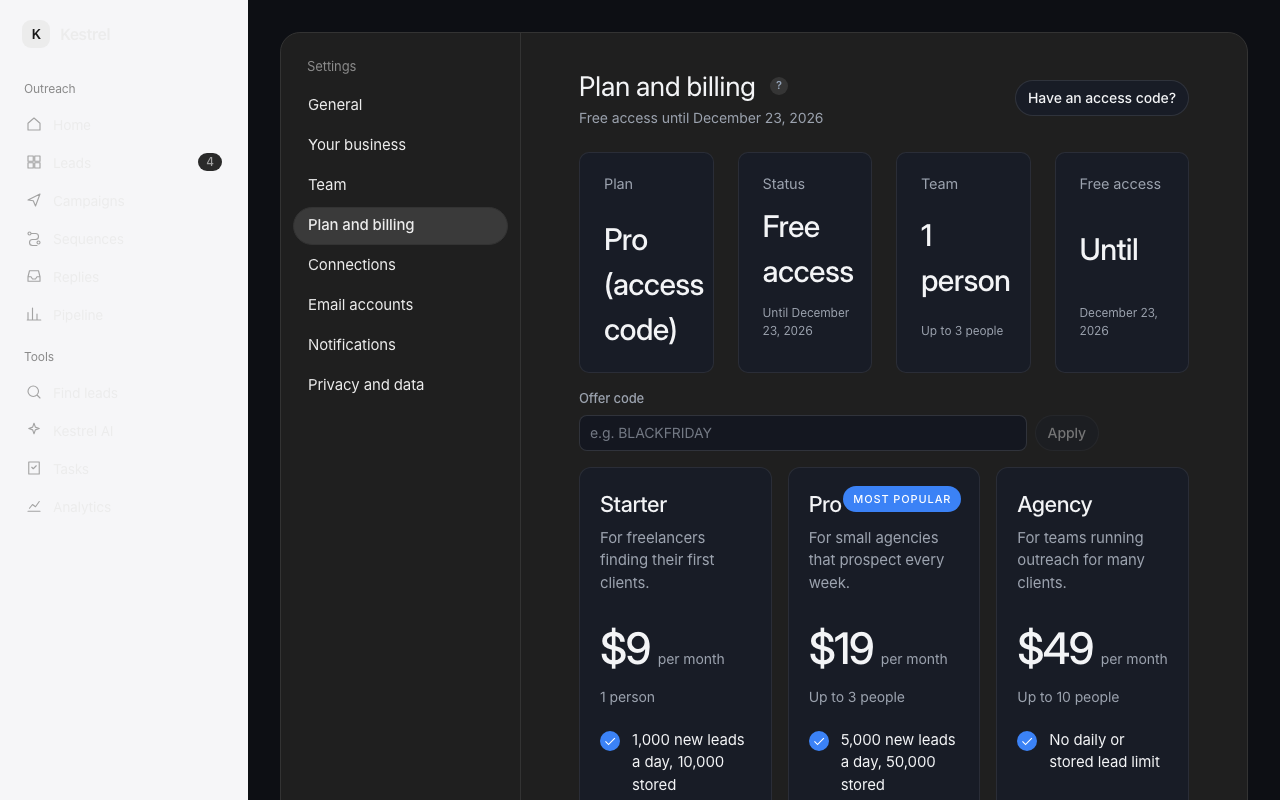 K Kestrel
Outreach
Home
Leads 4
Campaigns
Sequences
Replies
Pipeline
Tools
Find leads
Kestrel AI
Tasks
Analytics
Settings
General
Your business
Team
Plan and billing
Connections
Email accounts
Notifications
Privacy and data
Plan and billing ?
Free access until December 23, 2026
Have an access code?
Plan
Pro
(access
code)
Status
Free
access
Until December
23, 2026
Team
1
person
Up to 3 people
Free access
Until
December 23,
2026
Offer code
e.g. BLACKFRIDAY
Apply
Starter
For freelancers
finding their first
clients.
$9 per month
1 person
1,000 new leads
a day, 10,000
stored
Pro MOST POPULAR
For small agencies
that prospect every
week.
$19 per month
Up to 3 people
5,000 new leads
a day, 50,000
stored
Agency
For teams running
outreach for many
clients.
$49 per month
Up to 10 people
No daily or
stored lead limit